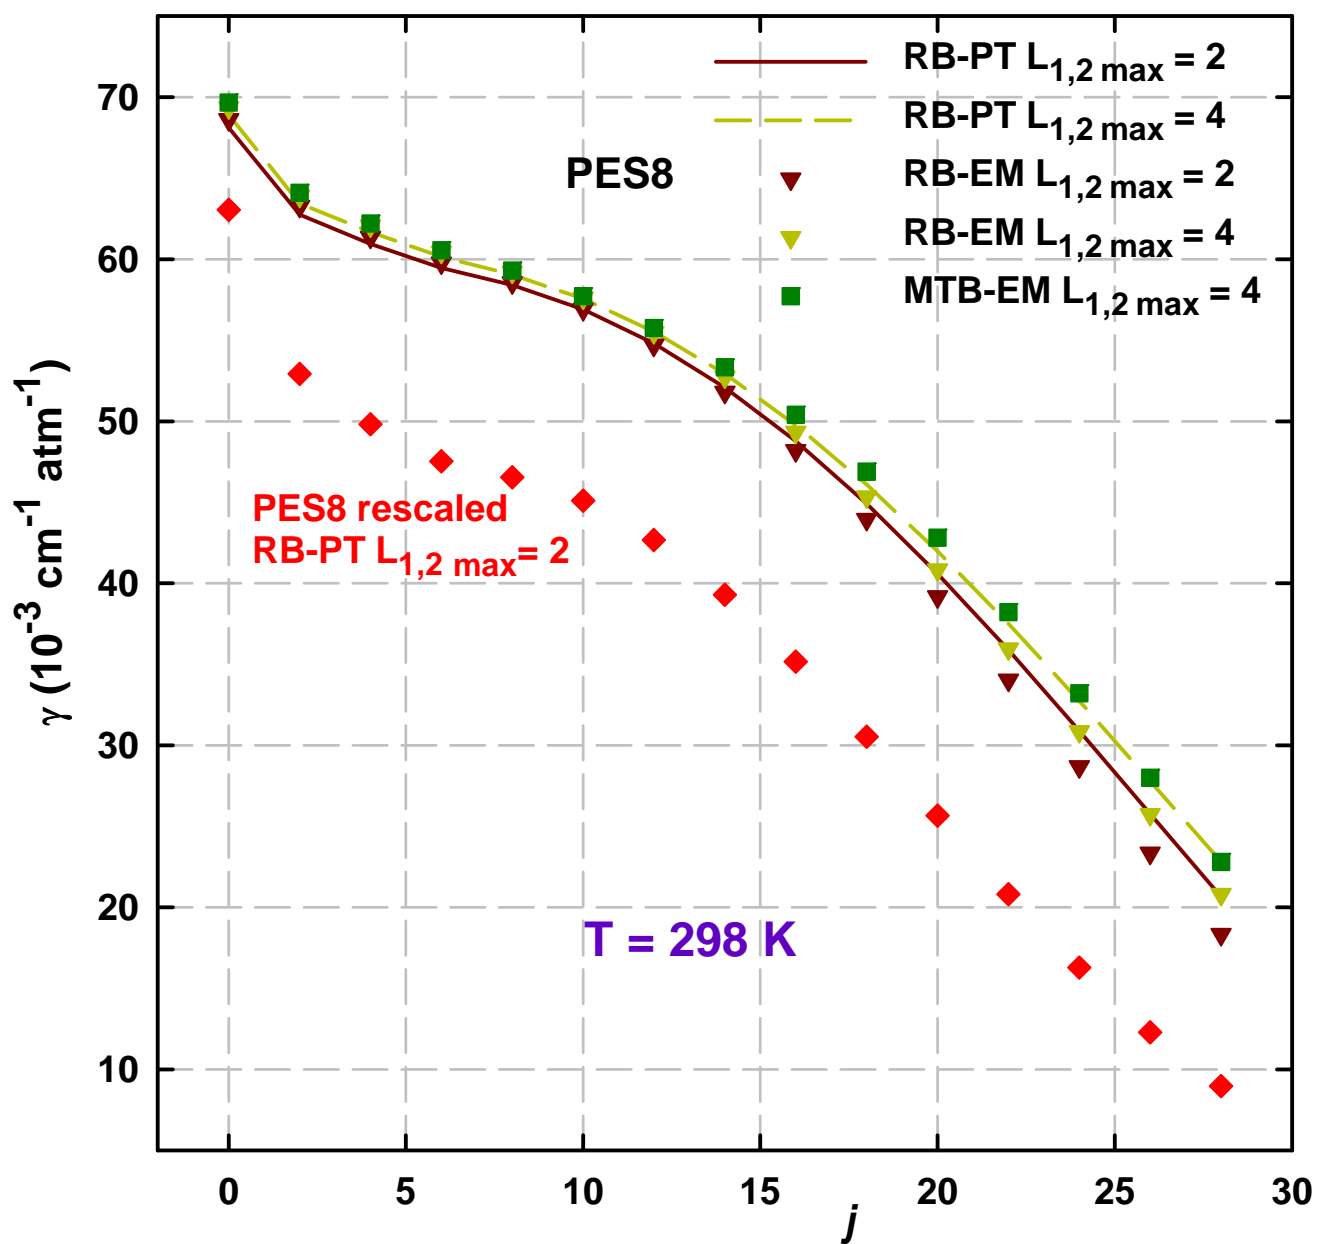 RB-PT L1,2 max = 2
RB-PT L1,2 max = 4
PES8
RB-EM L1,2 max = 2
RB-EM L1,2 max = 4
MTB-EM L1,2 max = 4
70
60
50
40
30
20
10
γ (10-3 cm-1 atm-1)
PES8 rescaled
RB-PT L1,2 max= 2
T = 298 K
0 5 10 15 20 25 30
j